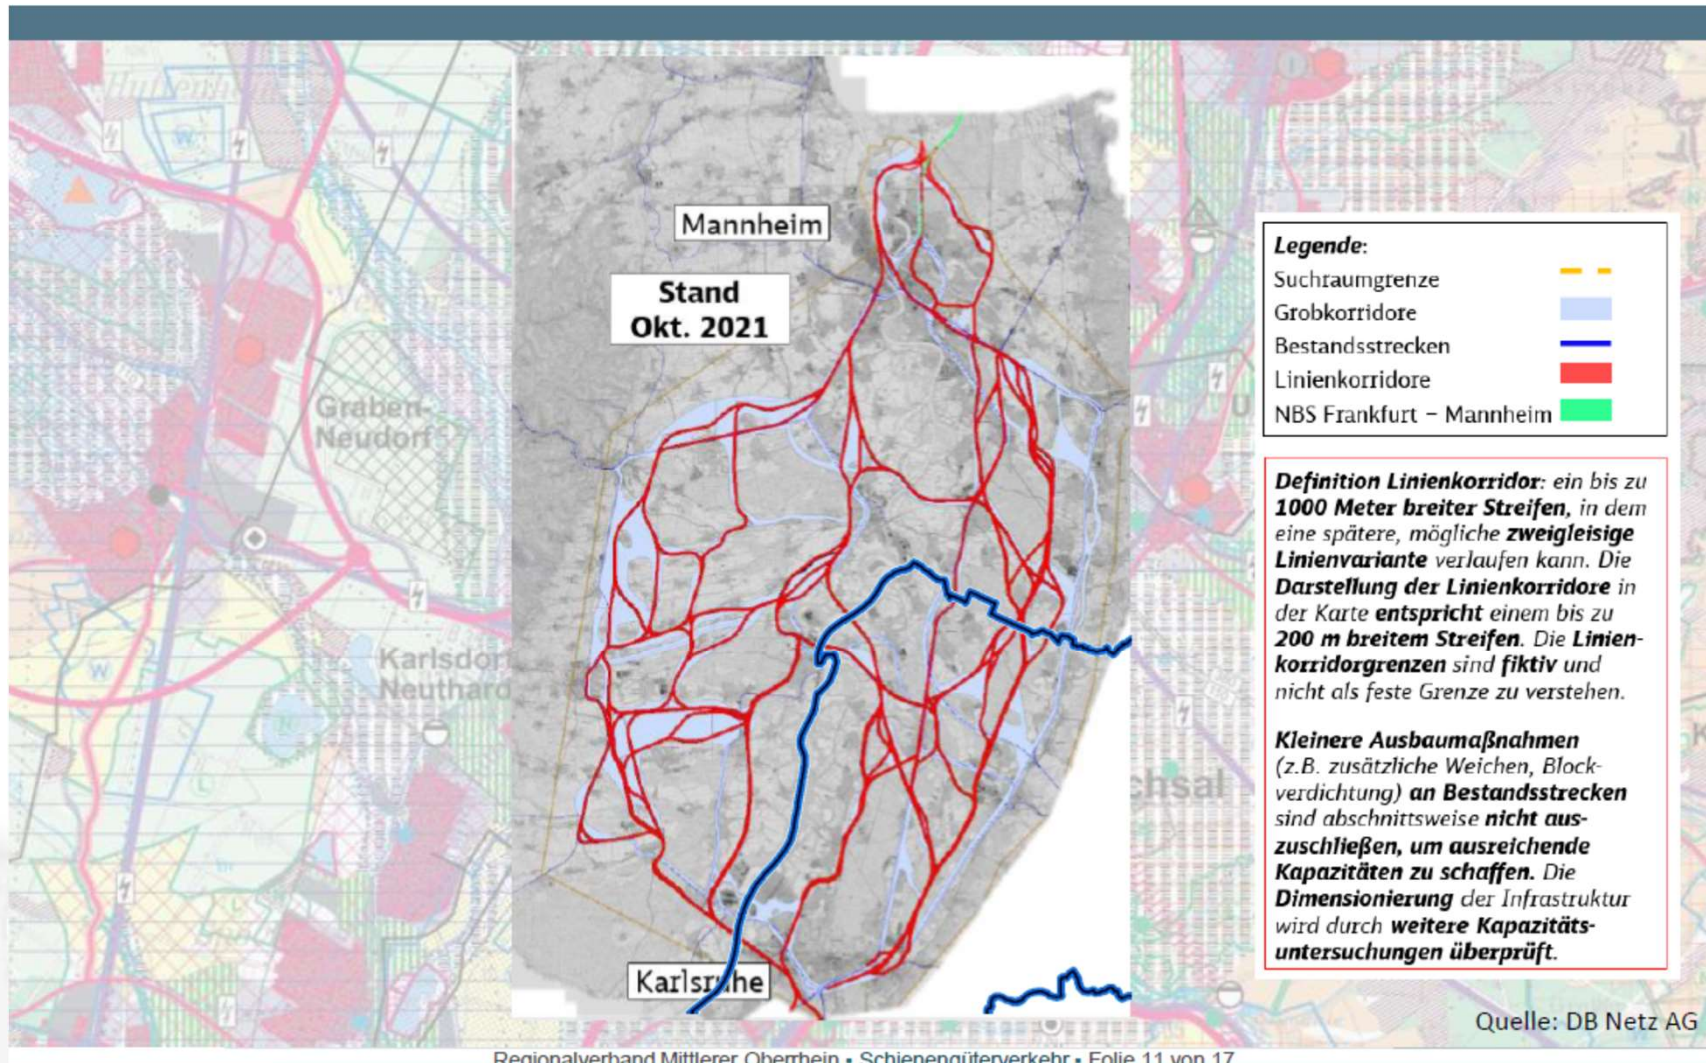 Mannheim
Stand
Okt. 2021
Karlsruhe
Graben-
Neudorf
Karlsdor
Neuthard
chsal
Legende:
Suchraumgrenze
Grobkorridore
Bestandsstrecken
Linienkorridore
NBS Frankfurt – Mannheim
Definition Linienkorridor: ein bis zu
1000 Meter breiter Streifen, in dem
eine spätere, mögliche zweigleisige
Linienvariante verlaufen kann. Die
Darstellung der Linienkorridore in
der Karte entspricht einem bis zu
200 m breitem Streifen. Die Linien-
korridorgrenzen sind fiktiv und
nicht als feste Grenze zu verstehen.
Kleinere Ausbaumaßnahmen
(z.B. zusätzliche Weichen, Block-
verdichtung) an Bestandsstrecken
sind abschnittsweise nicht aus-
zuschließen, um ausreichende
Kapazitäten zu schaffen. Die
Dimensionierung der Infrastruktur
wird durch weitere Kapazitäts-
untersuchungen überprüft.
Quelle: DB Netz AG
Regionalverband Mittlerer Oberrhein ▪ Schienengüterverkehr ▪ Folie 11 von 17